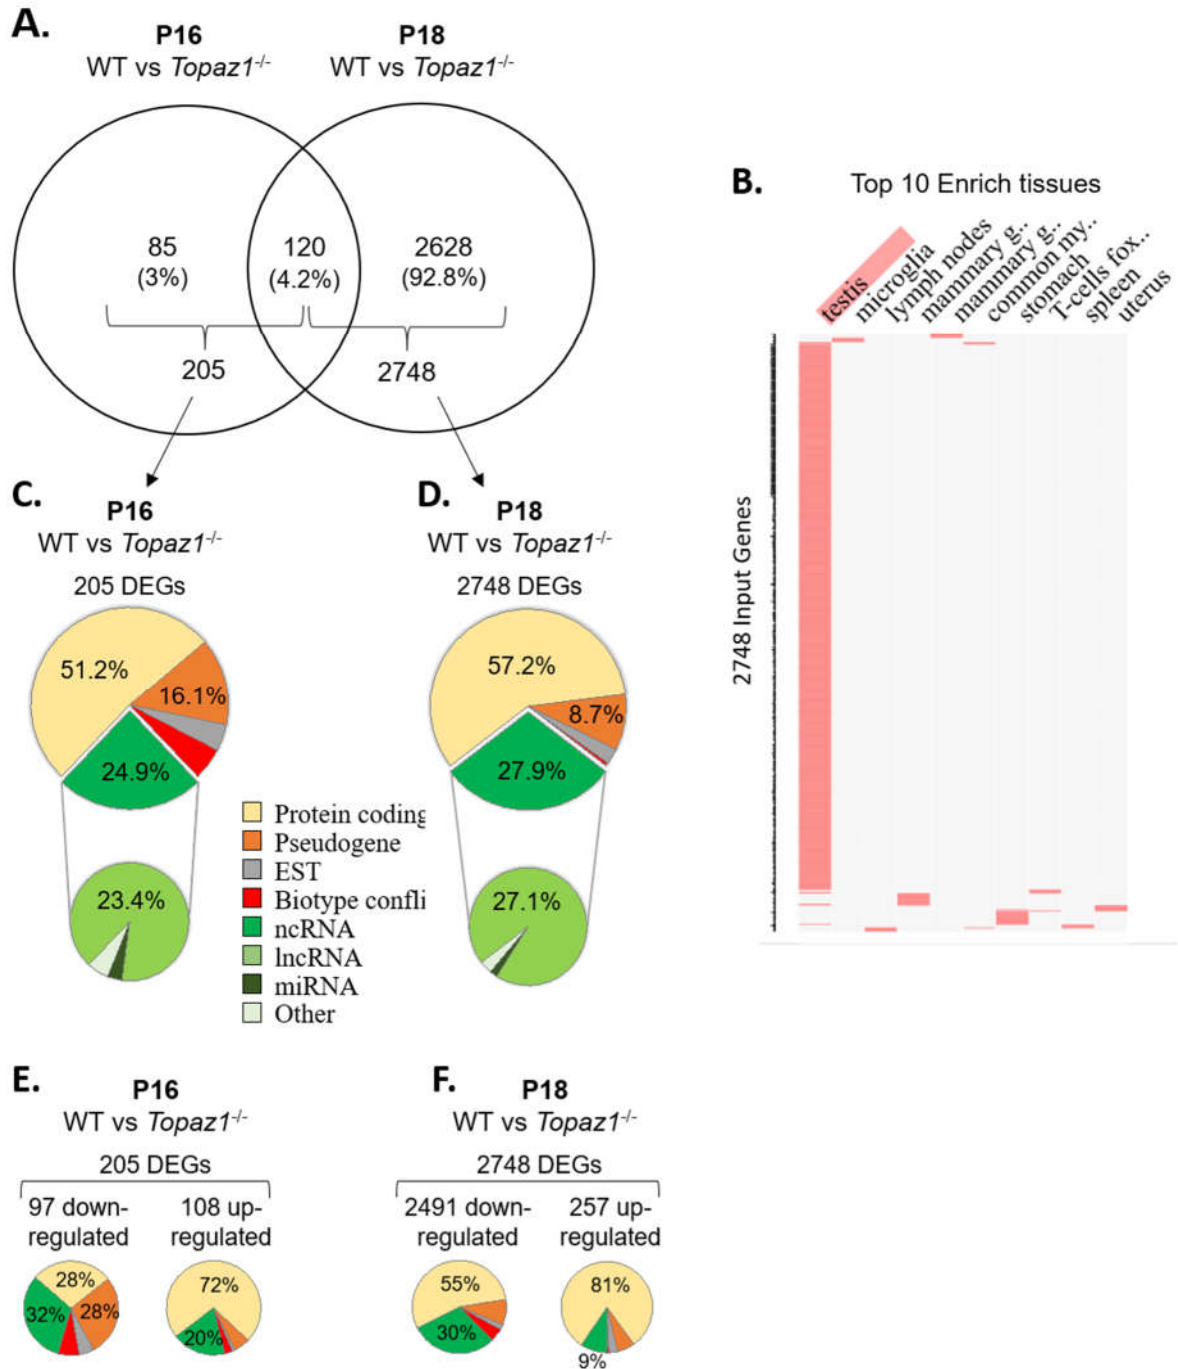 A.
P16
WT vs Topaz1-/-
P18
WT vs Topaz1-/-
85
(3%)
120
(4.2%)
2628
(92.8%)
205
2748
B.
Top 10 Enrich tissues
testis
microglia
lymph nodes
mammary g..
mammary g..
common my..
stomach
T-cells fox..
spleen
uterus
2748 Input Genes
C.
P16
WT vs Topaz1-/-
205 DEGs
51.2%
16.1%
24.9%
23.4%
D.
P18
WT vs Topaz1-/-
2748 DEGs
57.2%
8.7%
27.9%
27.1%
Protein coding
Pseudogene
EST
Biotype confli
ncRNA
lncRNA
miRNA
Other
E.
P16
WT vs Topaz1-/-
205 DEGs
97 down-
regulated
108 up-
regulated
28%
32%
28%
72%
20%
F.
P18
WT vs Topaz1-/-
2748 DEGs
2491 down-
regulated
257 up-
regulated
55%
30%
81%
9%